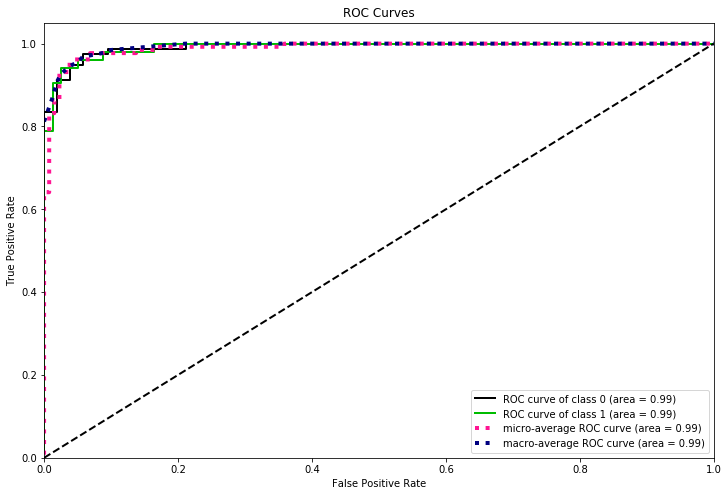 ROC Curves
True Positive Rate
1.0
0.8
0.6
0.4
0.2
0.0
0.0 0.2 0.4 0.6 0.8 1.0
False Positive Rate
ROC curve of class 0 (area = 0.99)
ROC curve of class 1 (area = 0.99)
micro-average ROC curve (area = 0.99)
macro-average ROC curve (area = 0.99)